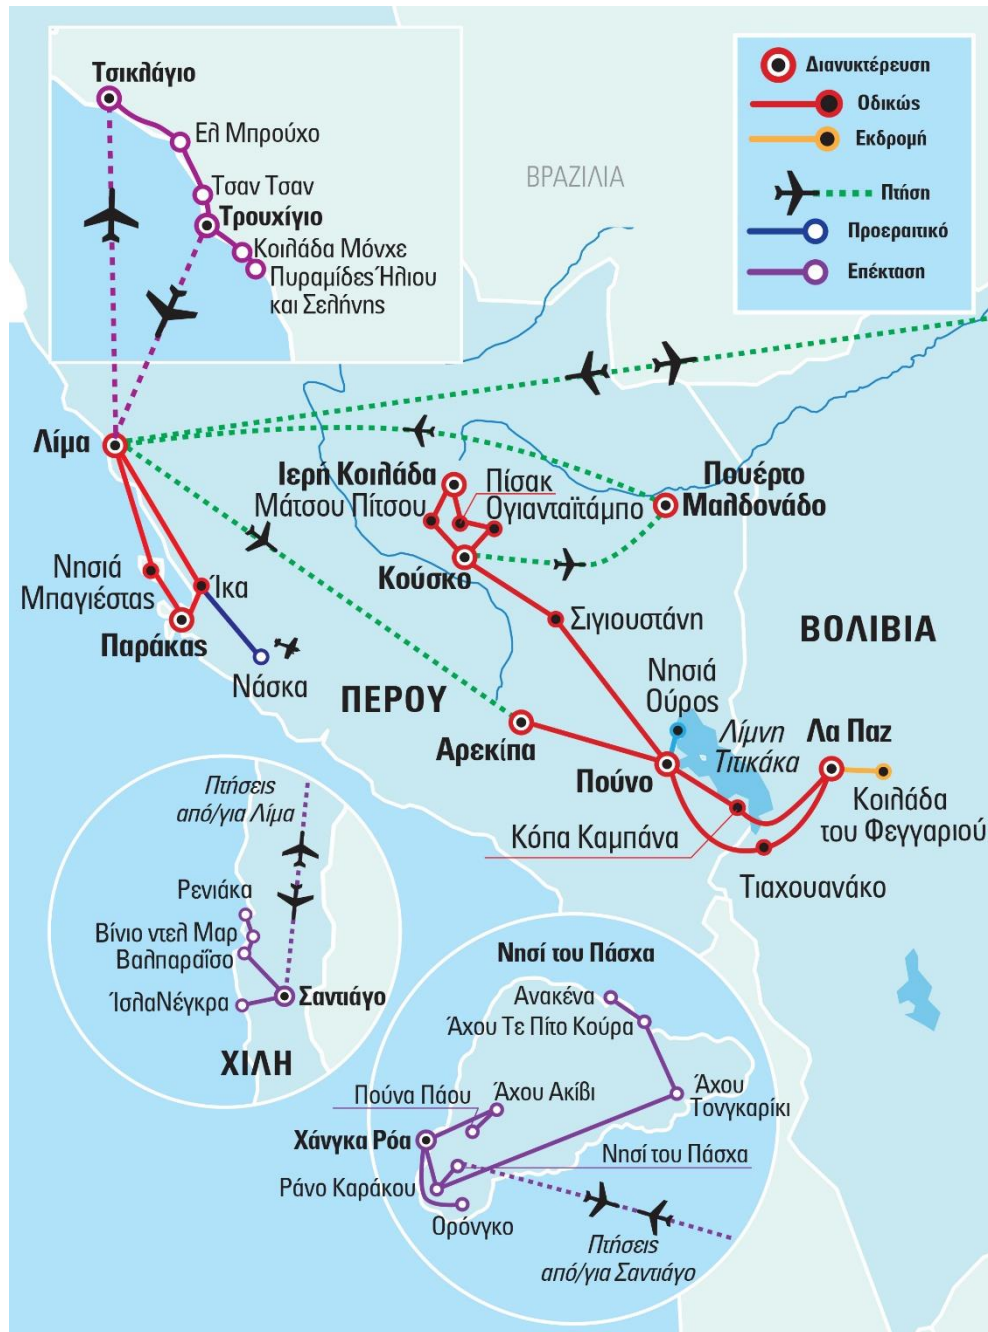 Τσικλάγιο
Ελ Μπρούχο
Τσαν Τσαν
Τρουχίγιο
Κοιλάδα Μόνχε
Πυραμίδες Ήλιου
και Σελήνης
ΒΡΑΖΙΛΙΑ
Διανυκτέρευση
Οδικώς
Εκδρομή
Πτήση
Προεραιτικό
Επέκταση
Λίμα
Ιερή Κοιλάδα
Μάτσου Πίτσου
Πίσακ
Ογιανταϊτάμπο
Πουέρτο
Μαλδονάδο
Κούσκο
Νησιά
Μπαγιέστας
Ίκα
Παράκας
Νάσκα
Σιγιουστάνη
ΒΟΛΙΒΙΑ
ΠΕΡΟΥ
Νησιά
Ούρος
Αρεκίπα
Λίμνη
Τιτικάκα
Λα Παζ
Πούνο
Κοιλάδα
του Φεγγαριού
Κόπα Καμπάνα
Τιαχουανάκο
Πτήσεις
από/για Λίμα
Ρενιάκα
Βίνιο ντελ Μαρ
Βαλπαραΐσο
ΊσλαΝέγκρα
Σαντιάγο
ΧΙΛΗ
Νησί του Πάσχα
Ανακένα
Άχου Τε Πίτο Κούρα
Πούνα Πάου
Άχου Ακίβι
Άχου
Τονγκαρίκι
Χάνγκα Ρόα
Νησί του Πάσχα
Ράνο Καράκου
Ορόνγκο
Πτήσεις
από/για Σαντιάγο